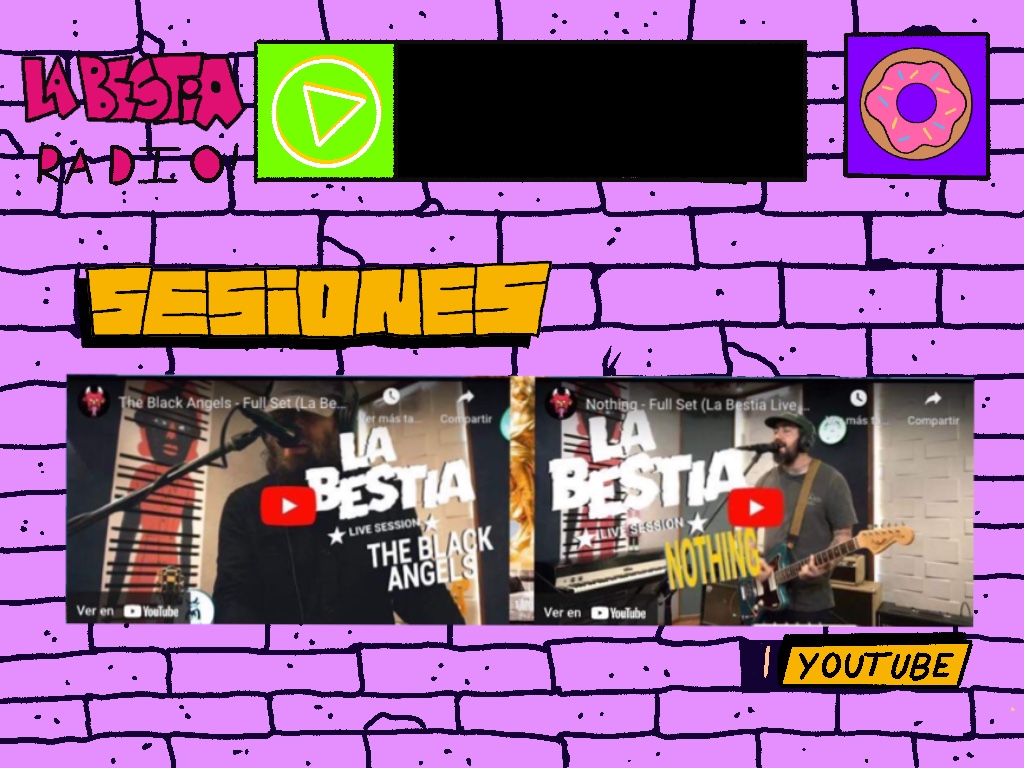 LA BESTIA
RADIO
SESIONES
The Black Angels - Full Set (La Be...
Compartir
LA
BESTIA
LIVE SESSION
THE BLACK
ANGELS
Ver en YouTube
Nothing - Full Set (La Bestia Live ...
Compartir
LA
BESTIA
LIVE SESSION
NOTHING
Ver en YouTube
YOUTUBE